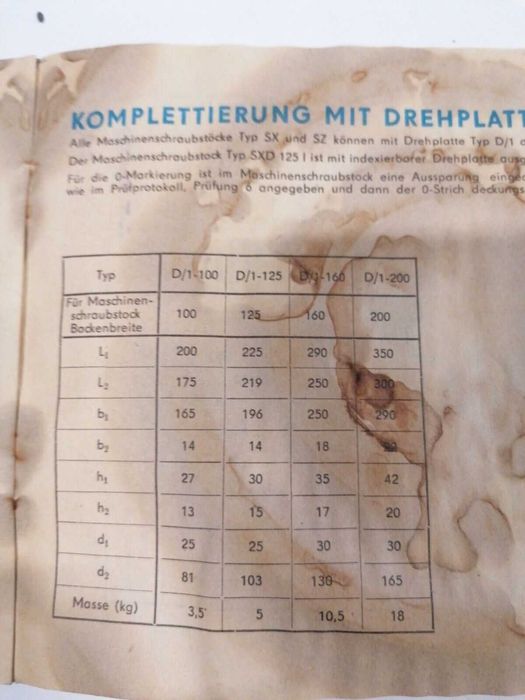 KOMPLETTIERUNG MIT DREHPLATT
Alle Maschinenschraubstöcke Typ SX und SZ können mit Drehplatte Typ D/1
Der Maschinenschraubstock Typ SXD 125 I ist mit indexierbarer Drehplatte
Für die 0-Markierung ist im Maschinenschraubstock eine Aussparung
wie im Prüfprotokoll, Prüfung 6 angegeben und dann der 0-Strich
Typ D/1-100 D/1-125 D/1-160 D/1-200
Für Maschinen-
schraubstock 100 125 160 200
Backenbreite
L1 200 225 290 350
L2 175 219 250 300
b1 165 196 250 290
b2 14 14 18
h1 27 30 35 42
h2 13 15 17 20
d1 25 25 30 30
d2 81 103 130 165
Masse (kg) 3,5 5 10,5 18